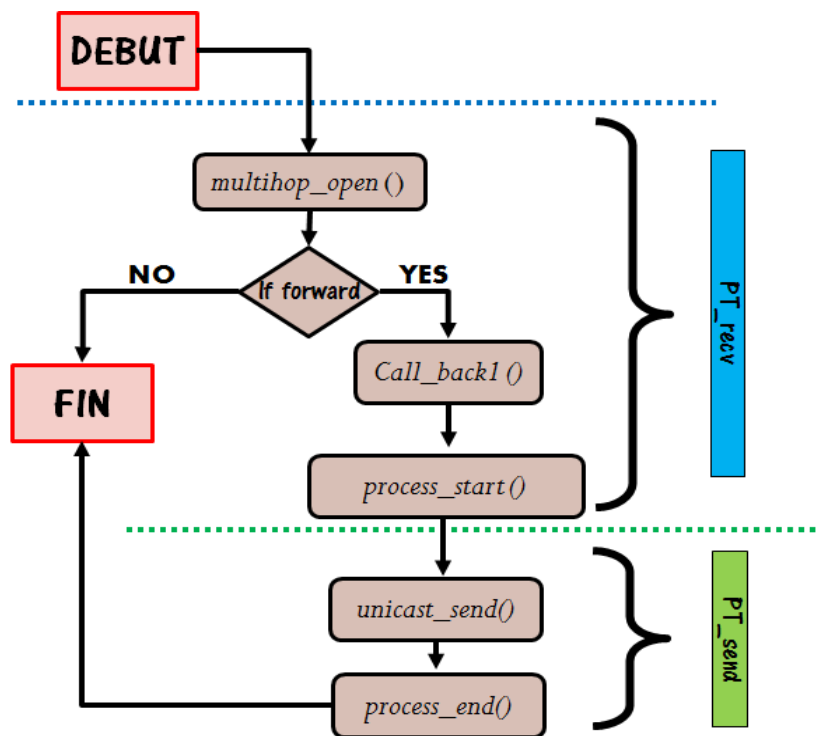 DEBUT
multihop_open ()
If forward
NO
YES
Call_back1 ()
FIN
process_start ()
PT_recv
unicast_send()
process_end()
PT_send